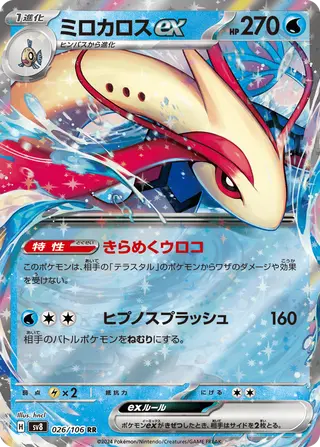 1進化
ミロカロスex
HP270
ヒンバスから進化
特性
とくせい
きらめくウロコ
このポケモンは、相手の「テラスタル」のポケモンからワザのダメージや効果
を受けない。
ヒプノスプラッシュ 160
相手のバトルポケモンをねむりにする。
弱点 ×2 抵抗力 にげる
exルール
ポケモンexがきぜつしたとき、相手はサイドを2枚とる。
Illus. hncl
H sv8 026/106 RR
©2024 Pokémon/Nintendo/Creatures/GAME FREAK.